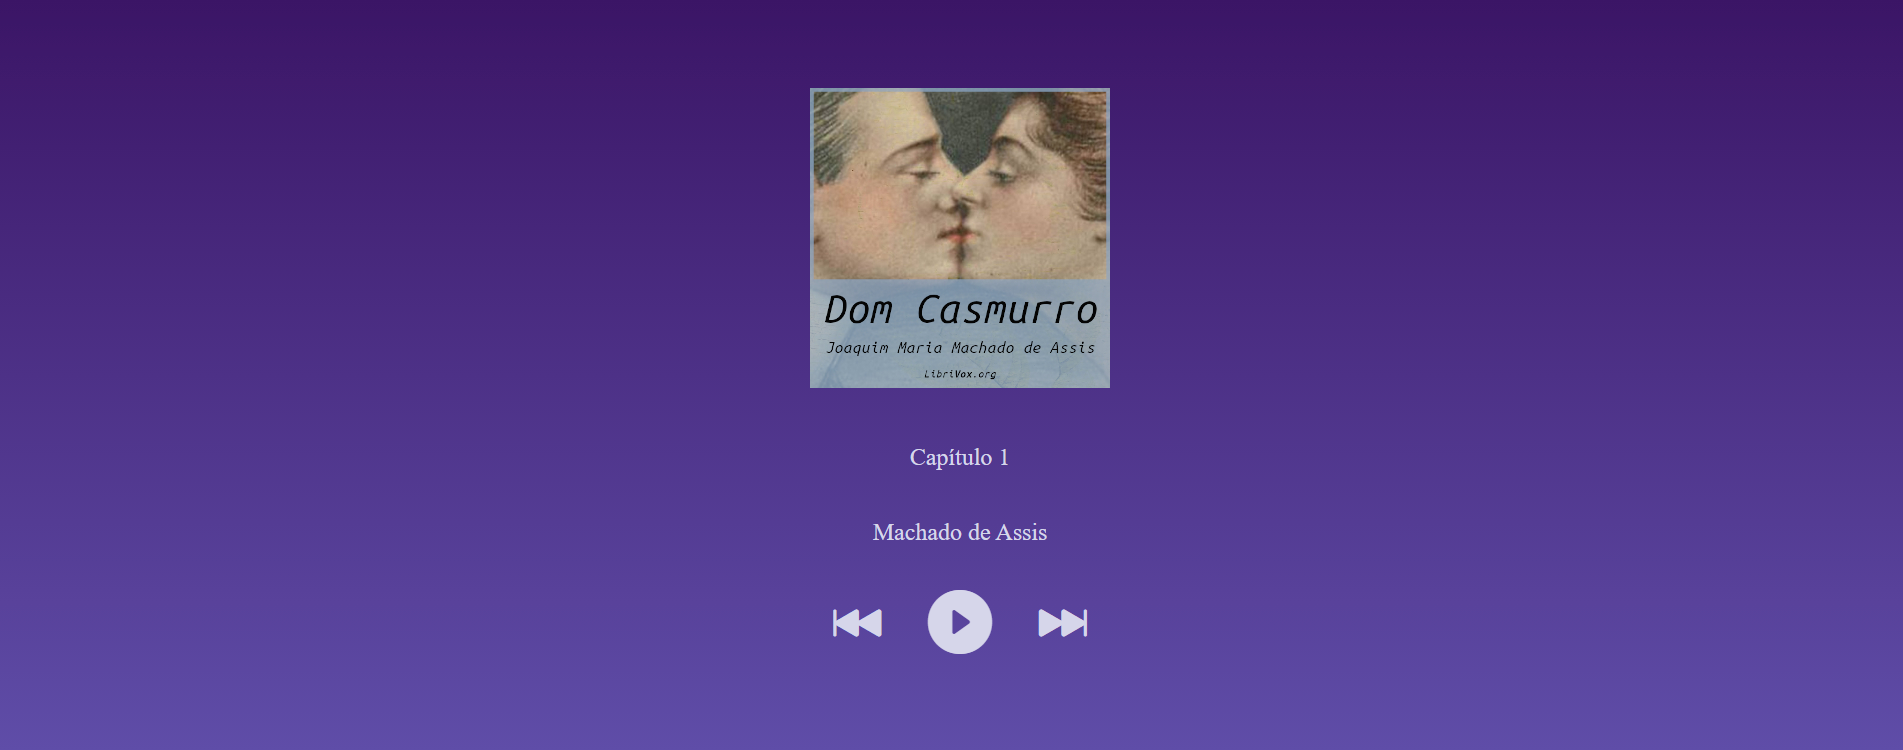 Dom Casmurro
Joaquim Maria Machado de Assis
LibriVox.org
Capítulo 1
Machado de Assis